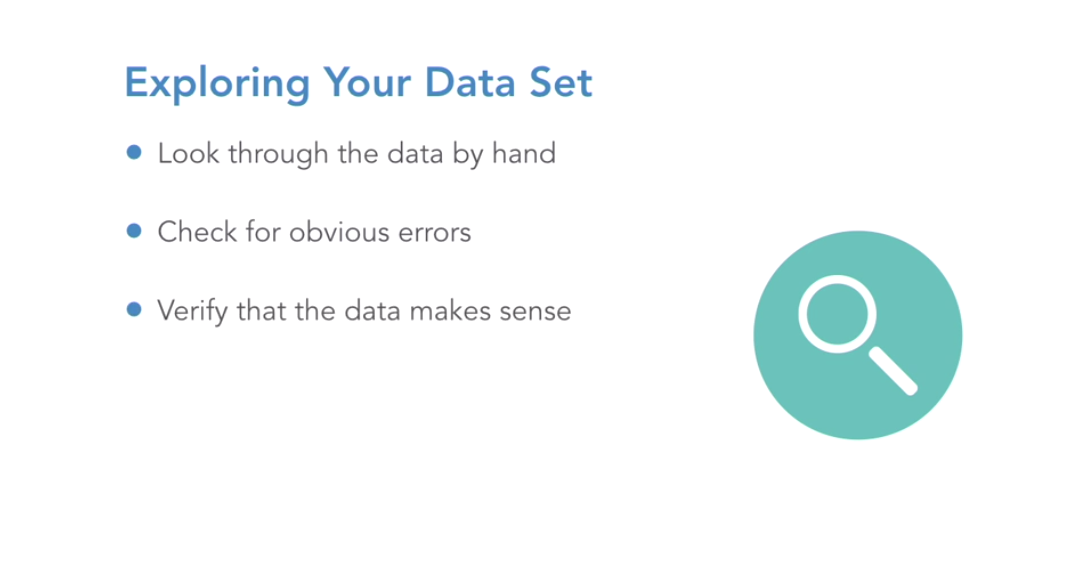 Exploring Your Data Set
Look through the data by hand
Check for obvious errors
Verify that the data makes sense